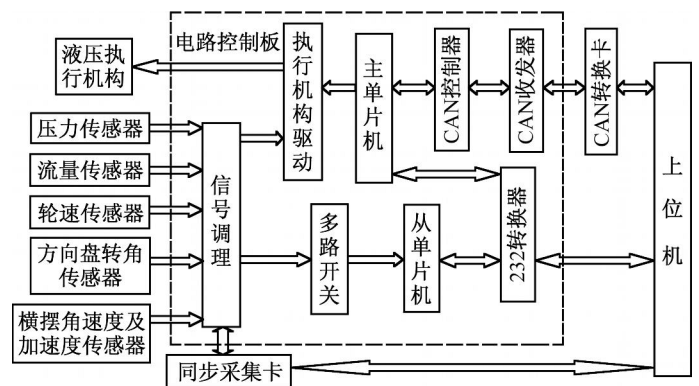 液压执
行机构
电路控制板
执行机构驱动
主单片机
CAN控制器
CAN收发器
CAN转换卡
上位机
压力传感器
流量传感器
轮速传感器
方向盘转角
传感器
横摆角速度及
加速度传感器
信号调理
多路开关
从单片机
232转换器
同步采集卡